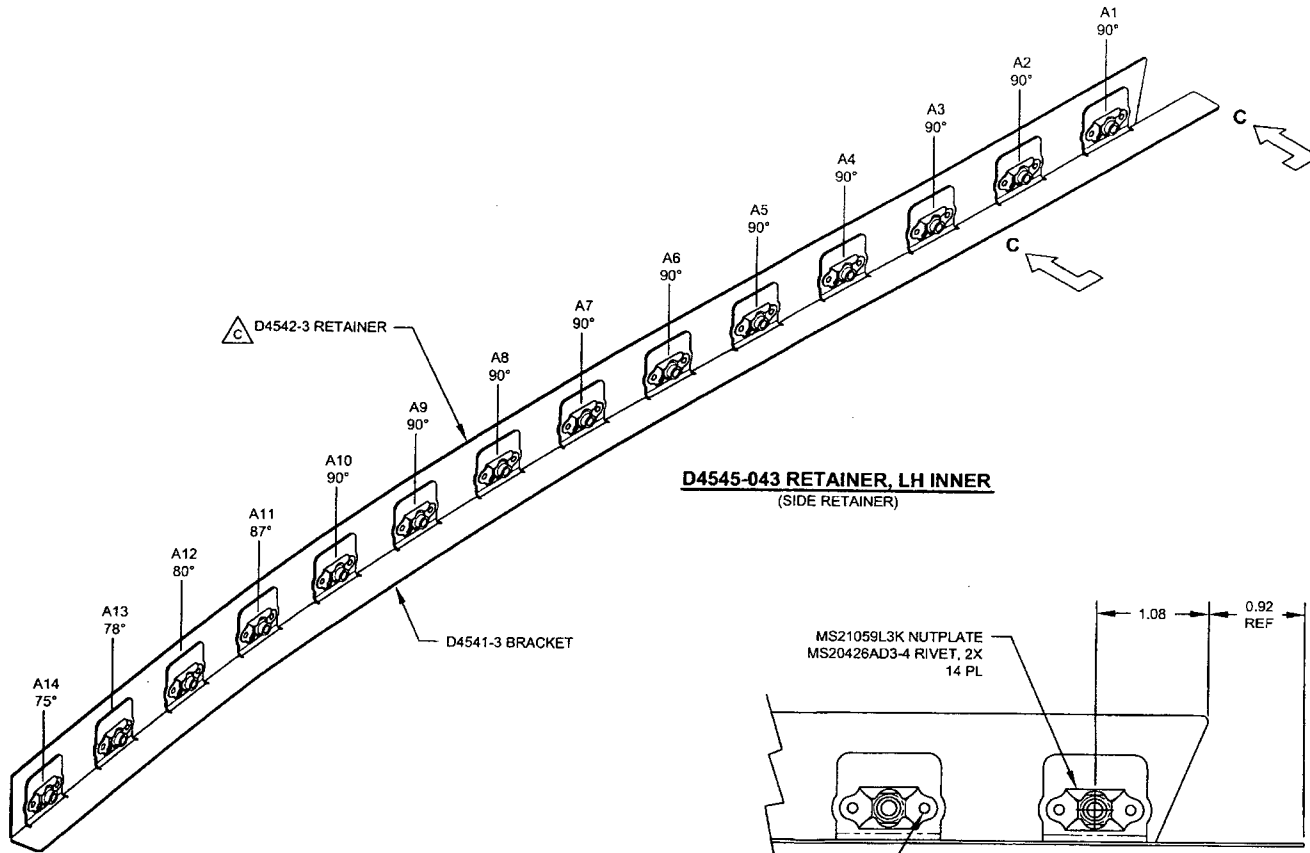 A1
90°
A2
90°
A3
90°
A4
90°
A5
90°
A6
90°
A7
90°
A8
90°
A9
90°
A10
90°
A11
87°
A12
80°
A13
78°
A14
75°
C
C
C D4542-3 RETAINER
D4541-3 BRACKET
D4545-043 RETAINER, LH INNER
(SIDE RETAINER)
MS21059L3K NUTPLATE
MS20426AD3-4 RIVET, 2X
14 PL
1.08
0.92
REF